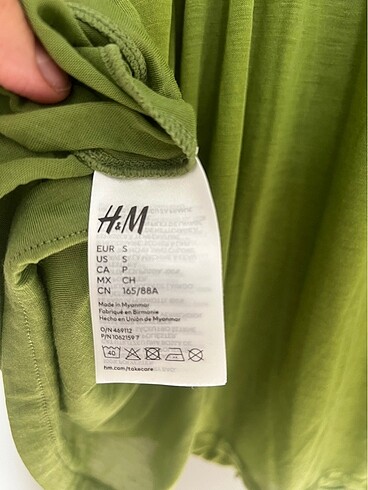 H&M
EUR S
US S
CA P
MX CH
CN 165/88A
Made in Myanmar
Fabriqué en Birmanie
Hecho en Unión de Myanmar
O/N 469112
P/N 1062159 7
40
hm.com/takecare